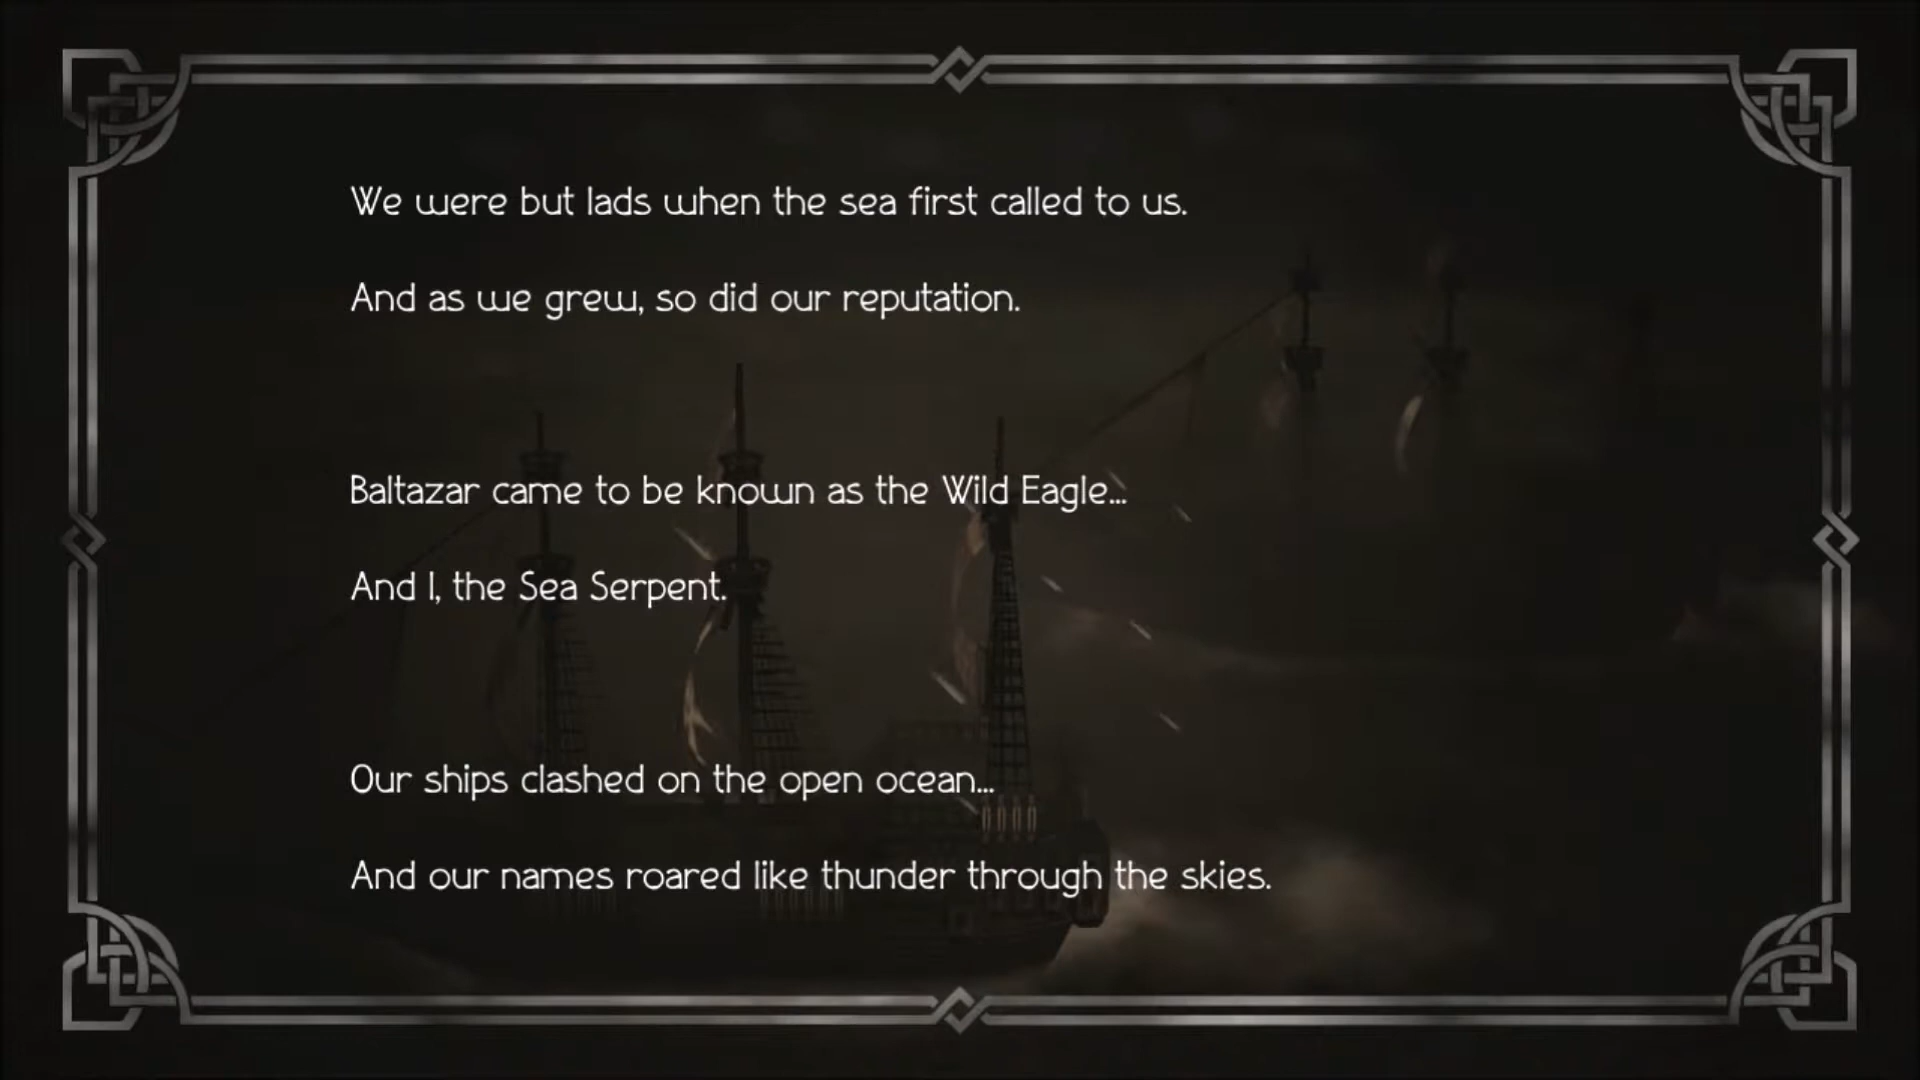 We were but lads when the sea first called to us.
And as we grew, so did our reputation.
Baltazar came to be known as the Wild Eagle...
And I, the Sea Serpent.
Our ships clashed on the open ocean...
And our names roared like thunder through the skies.